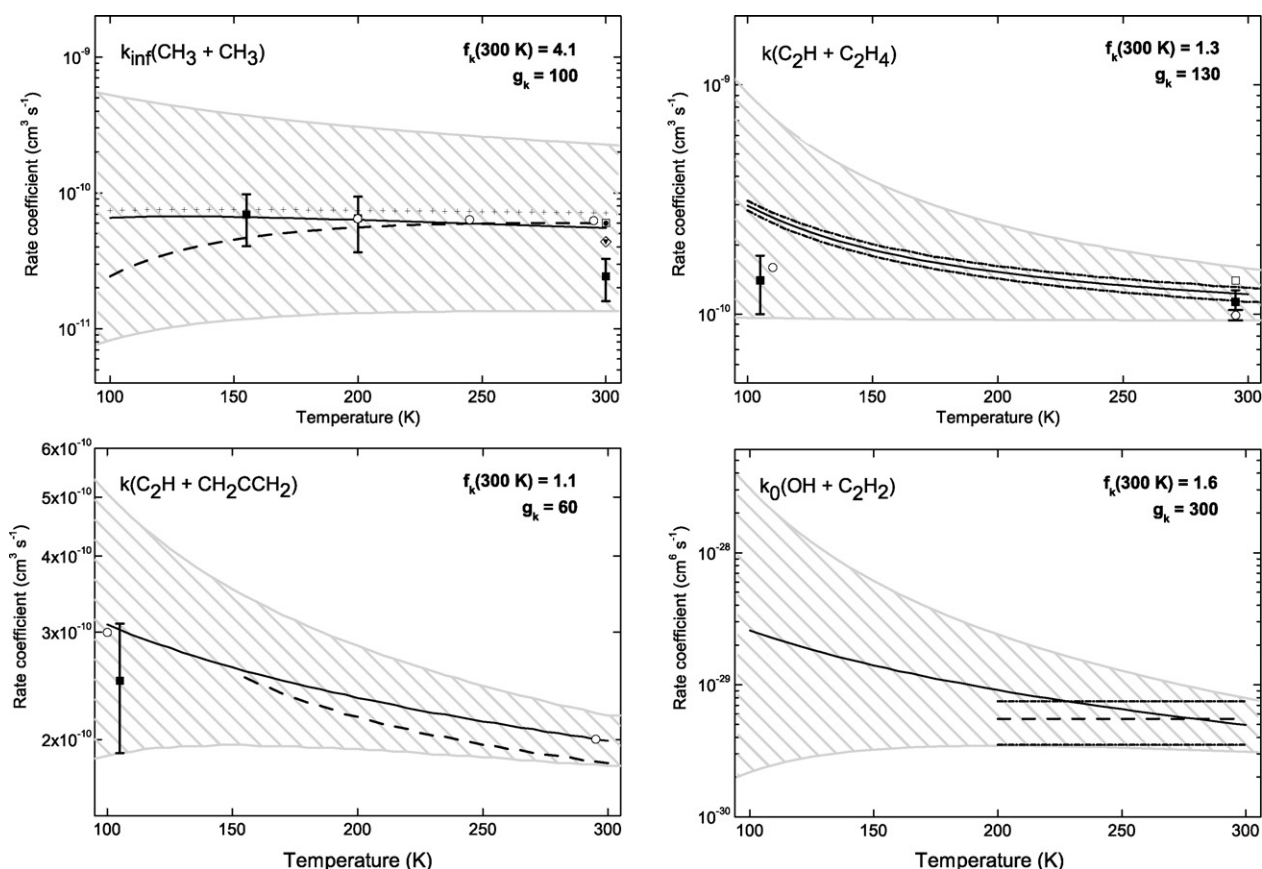 k_inf(CH3 + CH3)
f_k(300 K) = 4.1
g_k = 100
10^-9
10^-10
10^-11
Rate coefficient (cm^3 s^-1)
100 150 200 250 300
Temperature (K)
k(C2H + C2H4)
f_k(300 K) = 1.3
g_k = 130
10^-9
10^-10
Rate coefficient (cm^3 s^-1)
100 150 200 250 300
Temperature (K)
k(C2H + CH2CCH2)
f_k(300 K) = 1.1
g_k = 60
6x10^-10
5x10^-10
4x10^-10
3x10^-10
2x10^-10
Rate coefficient (cm^3 s^-1)
100 150 200 250 300
Temperature (K)
k_0(OH + C2H2)
f_k(300 K) = 1.6
g_k = 300
10^-28
10^-29
10^-30
Rate coefficient (cm^6 s^-1)
100 150 200 250 300
Temperature (K)